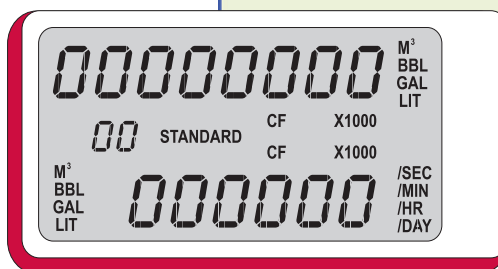 00000000 M³
BBL
GAL
LIT
00 STANDARD CF X1000
CF X1000
M³
BBL
GAL
LIT
000000 /SEC
/MIN
/HR
/DAY